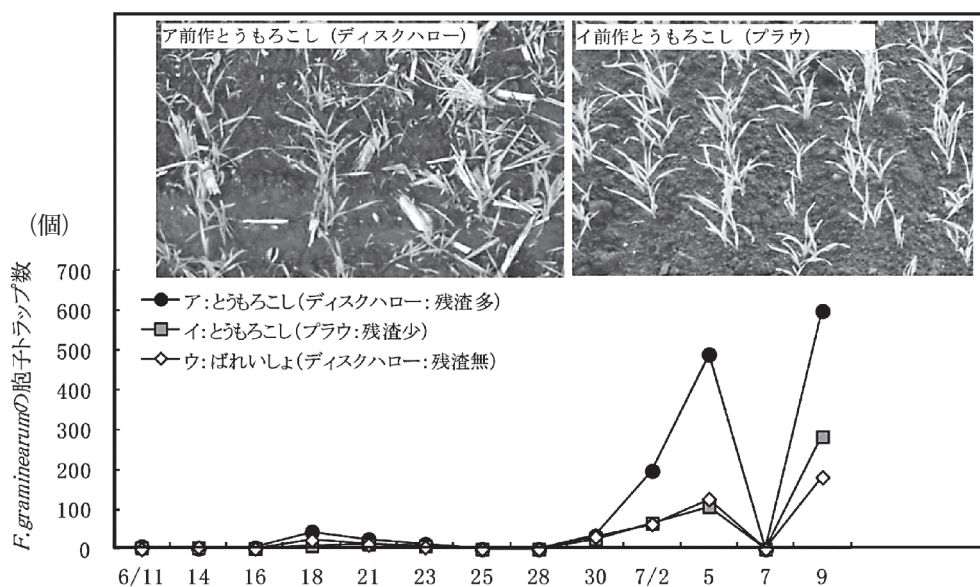 ア前作とうもろこし (ディスクハロー)
イ前作とうもろこし (プラウ)
(個)
F.graminearumの胞子トラップ数
700
600
500
400
300
200
100
0
ア:とうもろこし(ディスクハロー:残渣多)
イ:とうもろこし(プラウ:残渣少)
ウ:ばれいしょ(ディスクハロー:残渣無)
6/11 14 16 18 21 23 25 28 30 7/2 5 7 9